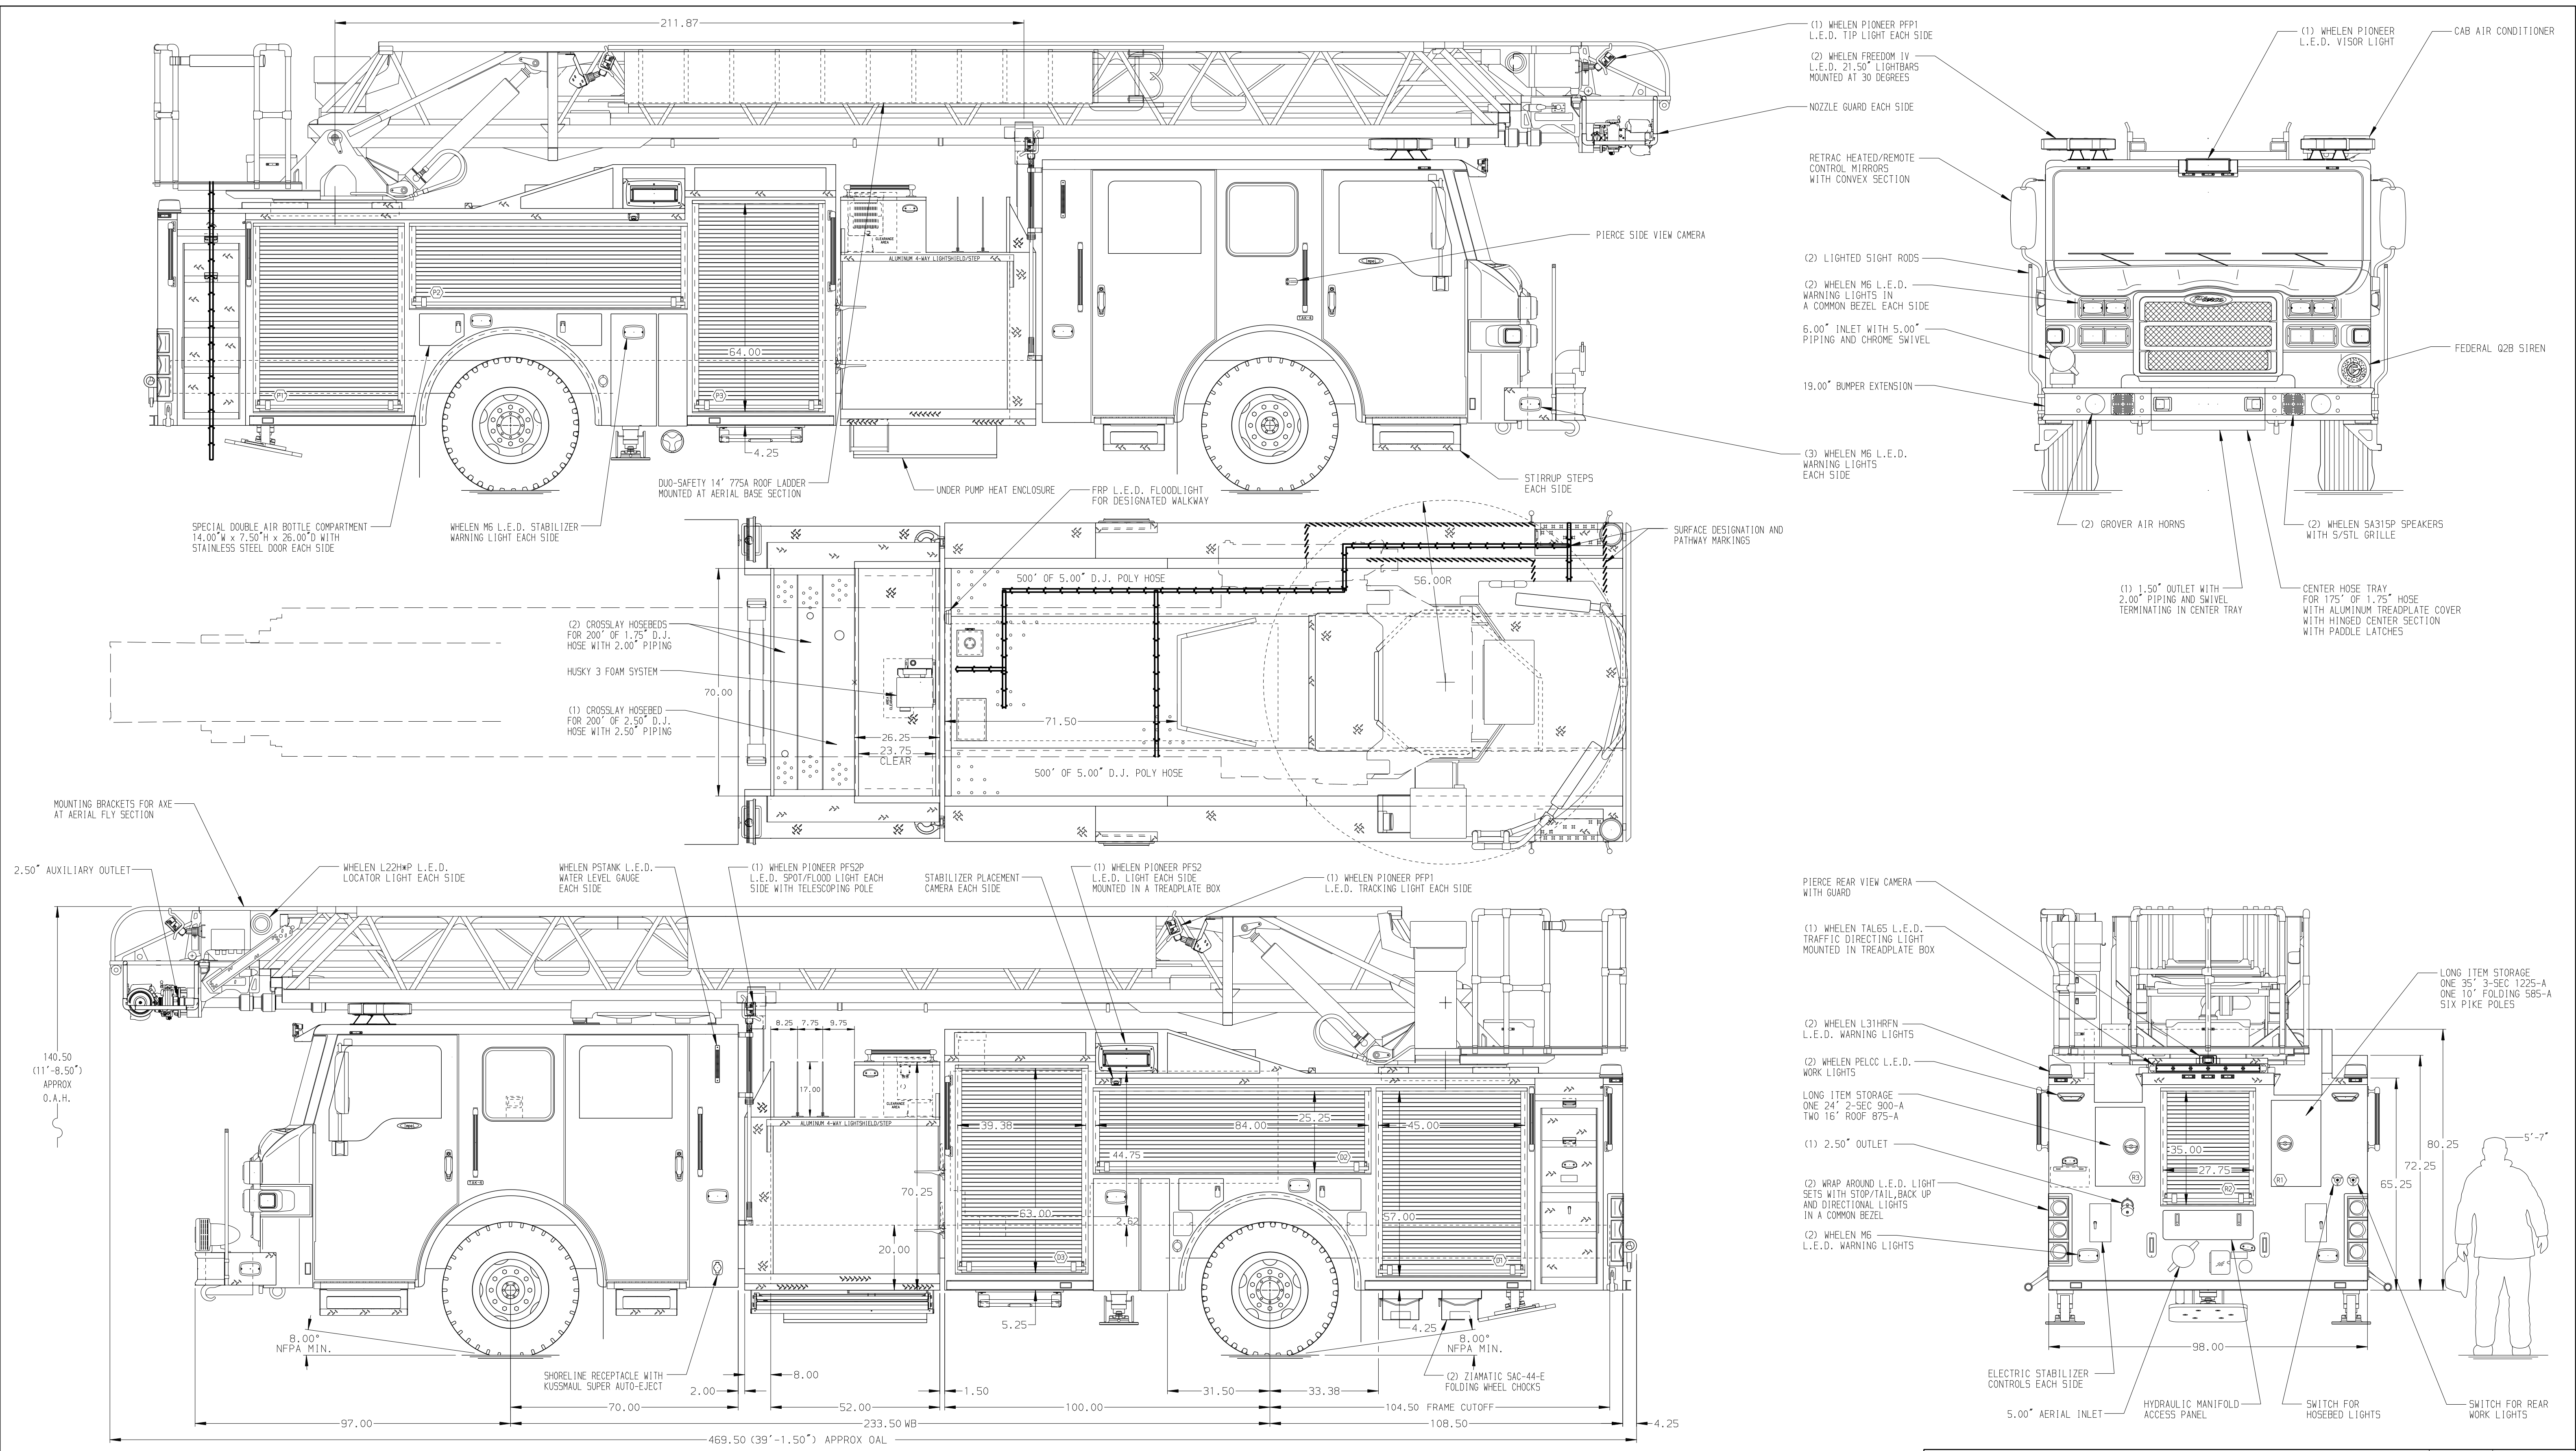 211.87
(1) WHELEN PIONEER PFP1
L.E.D. TIP LIGHT EACH SIDE
(2) WHELEN FREEDOM IV
L.E.D. 21.50" LIGHTBARS
MOUNTED AT 30 DEGREES
NOZZLE GUARD EACH SIDE
RETRAC HEATED/REMOTE
CONTROL MIRRORS
WITH CONVEX SECTION
PIERCE SIDE VIEW CAMERA
(2) LIGHTED SIGHT RODS
(2) WHELEN M6 L.E.D.
WARNING LIGHTS IN
A COMMON BEZEL EACH SIDE
6.00" INLET WITH 5.00"
PIPING AND CHROME SWIVEL
19.00" BUMPER EXTENSION
(3) WHELEN M6 L.E.D.
WARNING LIGHTS
EACH SIDE
(1) WHELEN PIONEER
L.E.D. VISOR LIGHT
CAB AIR CONDITIONER
Pierce
FEDERAL Q2B SIREN
(2) GROVER AIR HORNS
(2) WHELEN SA315P SPEAKERS
WITH S/STL GRILLE
(1) 1.50" OUTLET WITH
2.00" PIPING AND SWIVEL
TERMINATING IN CENTER TRAY
CENTER HOSE TRAY
FOR 175' OF 1.75" HOSE
WITH ALUMINUM TREADPLATE COVER
WITH HINGED CENTER SECTION
WITH PADDLE LATCHES
CLEARANCE
AREA
ALUMINUM 4-WAY LIGHTSHIELD/STEP
TAK-4
P2
P1
P3
64.00
4.25
DUO-SAFETY 14' 775A ROOF LADDER
MOUNTED AT AERIAL BASE SECTION
UNDER PUMP HEAT ENCLOSURE
FRP L.E.D. FLOODLIGHT
FOR DESIGNATED WALKWAY
STIRRUP STEPS
EACH SIDE
SPECIAL DOUBLE AIR BOTTLE COMPARTMENT
14.00"W x 7.50"H x 26.00"D WITH
STAINLESS STEEL DOOR EACH SIDE
WHELEN M6 L.E.D. STABILIZER
WARNING LIGHT EACH SIDE
SURFACE DESIGNATION AND
PATHWAY MARKINGS
500' OF 5.00" D.J. POLY HOSE
56.00R
(2) CROSSLAY HOSEBEDS
FOR 200' OF 1.75" D.J.
HOSE WITH 2.00" PIPING
HUSKY 3 FOAM SYSTEM
70.00
(1) CROSSLAY HOSEBED
FOR 200' OF 2.50" D.J.
HOSE WITH 2.50" PIPING
71.50
26.25
23.75
CLEAR
500' OF 5.00" D.J. POLY HOSE
MOUNTING BRACKETS FOR AXE
AT AERIAL FLY SECTION
2.50" AUXILIARY OUTLET
WHELEN L22H*P L.E.D.
LOCATOR LIGHT EACH SIDE
WHELEN PSTANK L.E.D.
WATER LEVEL GAUGE
EACH SIDE
(1) WHELEN PIONEER PFS2P
L.E.D. SPOT/FLOOD LIGHT EACH
SIDE WITH TELESCOPING POLE
STABILIZER PLACEMENT
CAMERA EACH SIDE
(1) WHELEN PIONEER PFS2
L.E.D. LIGHT EACH SIDE
MOUNTED IN A TREADPLATE BOX
(1) WHELEN PIONEER PFP1
L.E.D. TRACKING LIGHT EACH SIDE
140.50
(11'-8.50")
APPROX
O.A.H.
8.25
7.75
9.75
17.00
CLEARANCE
AREA
ALUMINUM 4-WAY LIGHTSHIELD/STEP
TAK-4
39.38
84.00
25.25
45.00
44.75
D2
70.25
63.00
2.62
57.00
20.00
D3
D1
5.25
4.25
8.00°
NFPA MIN.
8.00°
NFPA MIN.
SHORELINE RECEPTACLE WITH
KUSSMAUL SUPER AUTO-EJECT
2.00
8.00
1.50
31.50
33.38
(2) ZIAMATIC SAC-44-E
FOLDING WHEEL CHOCKS
70.00
52.00
100.00
104.50 FRAME CUTOFF
97.00
233.50 WB
108.50
4.25
469.50 (39'-1.50") APPROX OAL
PIERCE REAR VIEW CAMERA
WITH GUARD
(1) WHELEN TAL65 L.E.D.
TRAFFIC DIRECTING LIGHT
MOUNTED IN TREADPLATE BOX
(2) WHELEN L31HRFN
L.E.D. WARNING LIGHTS
(2) WHELEN PELCC L.E.D.
WORK LIGHTS
LONG ITEM STORAGE
ONE 24' 2-SEC 900-A
TWO 16' ROOF 875-A
(1) 2.50" OUTLET
(2) WRAP AROUND L.E.D. LIGHT
SETS WITH STOP/TAIL,BACK UP
AND DIRECTIONAL LIGHTS
IN A COMMON BEZEL
(2) WHELEN M6
L.E.D. WARNING LIGHTS
LONG ITEM STORAGE
ONE 35' 3-SEC 1225-A
ONE 10' FOLDING 585-A
SIX PIKE POLES
35.00
27.75
R3
R2
R1
80.25
72.25
65.25
5'-7"
98.00
ELECTRIC STABILIZER
CONTROLS EACH SIDE
5.00" AERIAL INLET
HYDRAULIC MANIFOLD
ACCESS PANEL
SWITCH FOR
HOSEBED LIGHTS
SWITCH FOR REAR
WORK LIGHTS